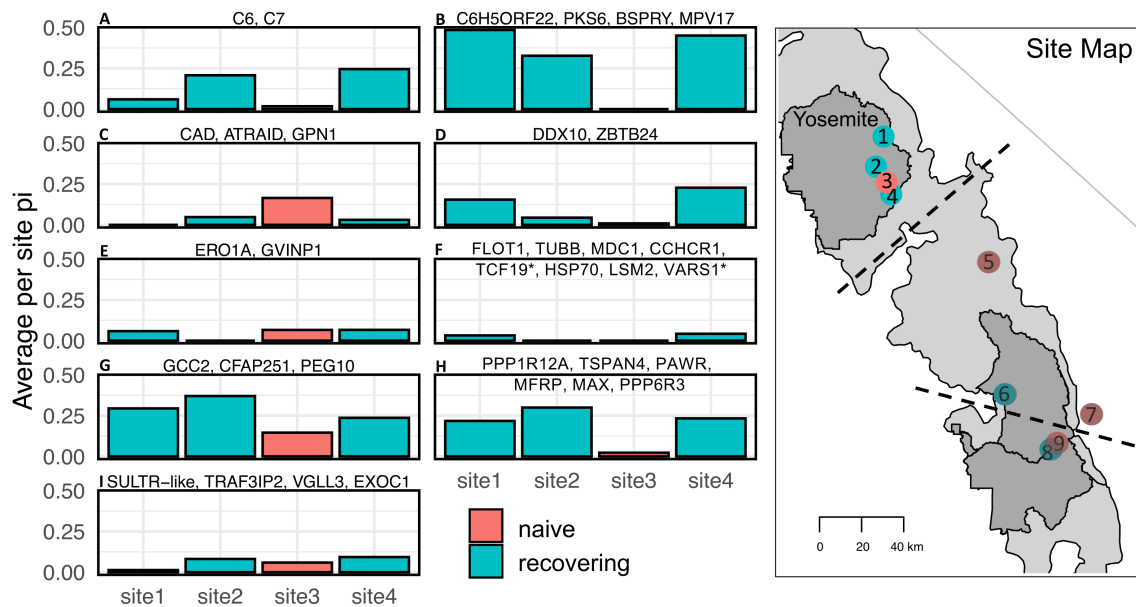 A C6, C7
0.50
0.25
0.00
B C6H5ORF22, PKS6, BSPRY, MPV17
C CAD, ATRAID, GPN1
0.50
0.25
0.00
D DDX10, ZBTB24
E ERO1A, GVINP1
0.50
0.25
0.00
F FLOT1, TUBB, MDC1, CCHCR1,
TCF19*, HSP70, LSM2, VARS1*
G GCC2, CFAP251, PEG10
0.50
0.25
0.00
H PPP1R12A, TSPAN4, PAWR,
MFRP, MAX, PPP6R3
I SULTR-like, TRAF3IP2, VGLL3, EXOC1
0.50
0.25
0.00
site1 site2 site3 site4
site1 site2 site3 site4
Average per site pi
naive
recovering
Site Map
Yosemite
1
2
3
4
5
6
7
9
8
0 20 40 km